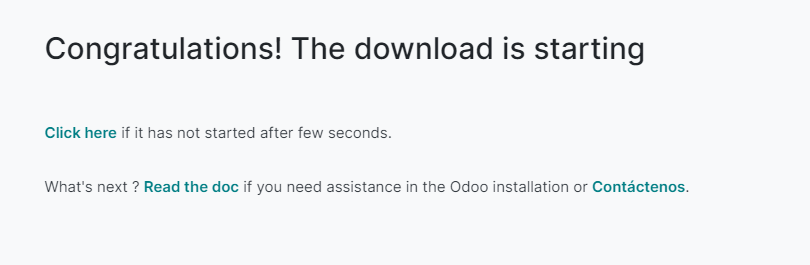 Congratulations! The download is starting
Click here if it has not started after few seconds.
What's next ? Read the doc if you need assistance in the Odoo installation or Contáctenos.